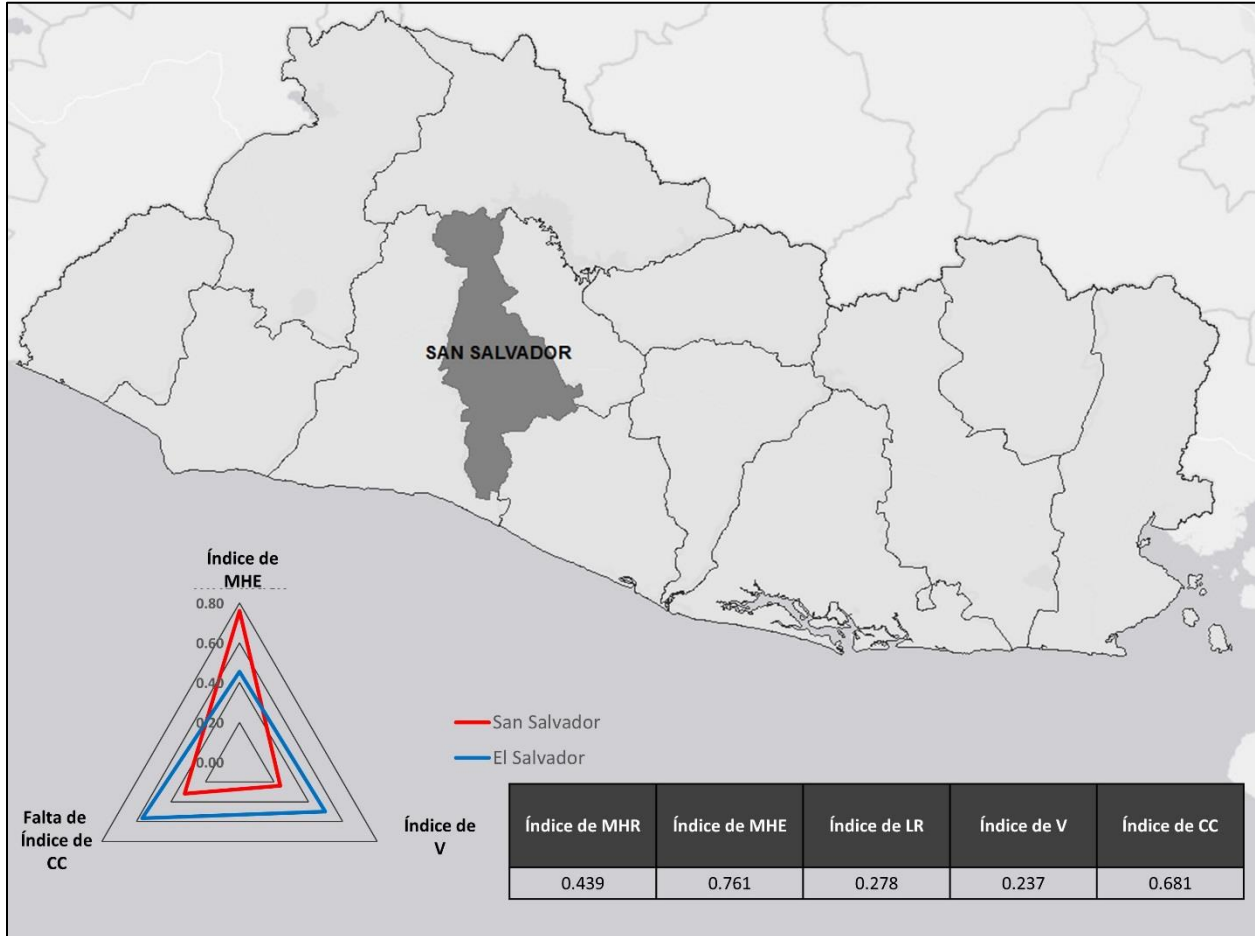 SAN SALVADOR
Índice de
MHE
0.80
0.60
0.40
0.20
0.00
Falta de
Índice de
CC
Índice de
V
San Salvador
El Salvador
Índice de MHR Índice de MHE Índice de LR Índice de V Índice de CC
0.439 0.761 0.278 0.237 0.681